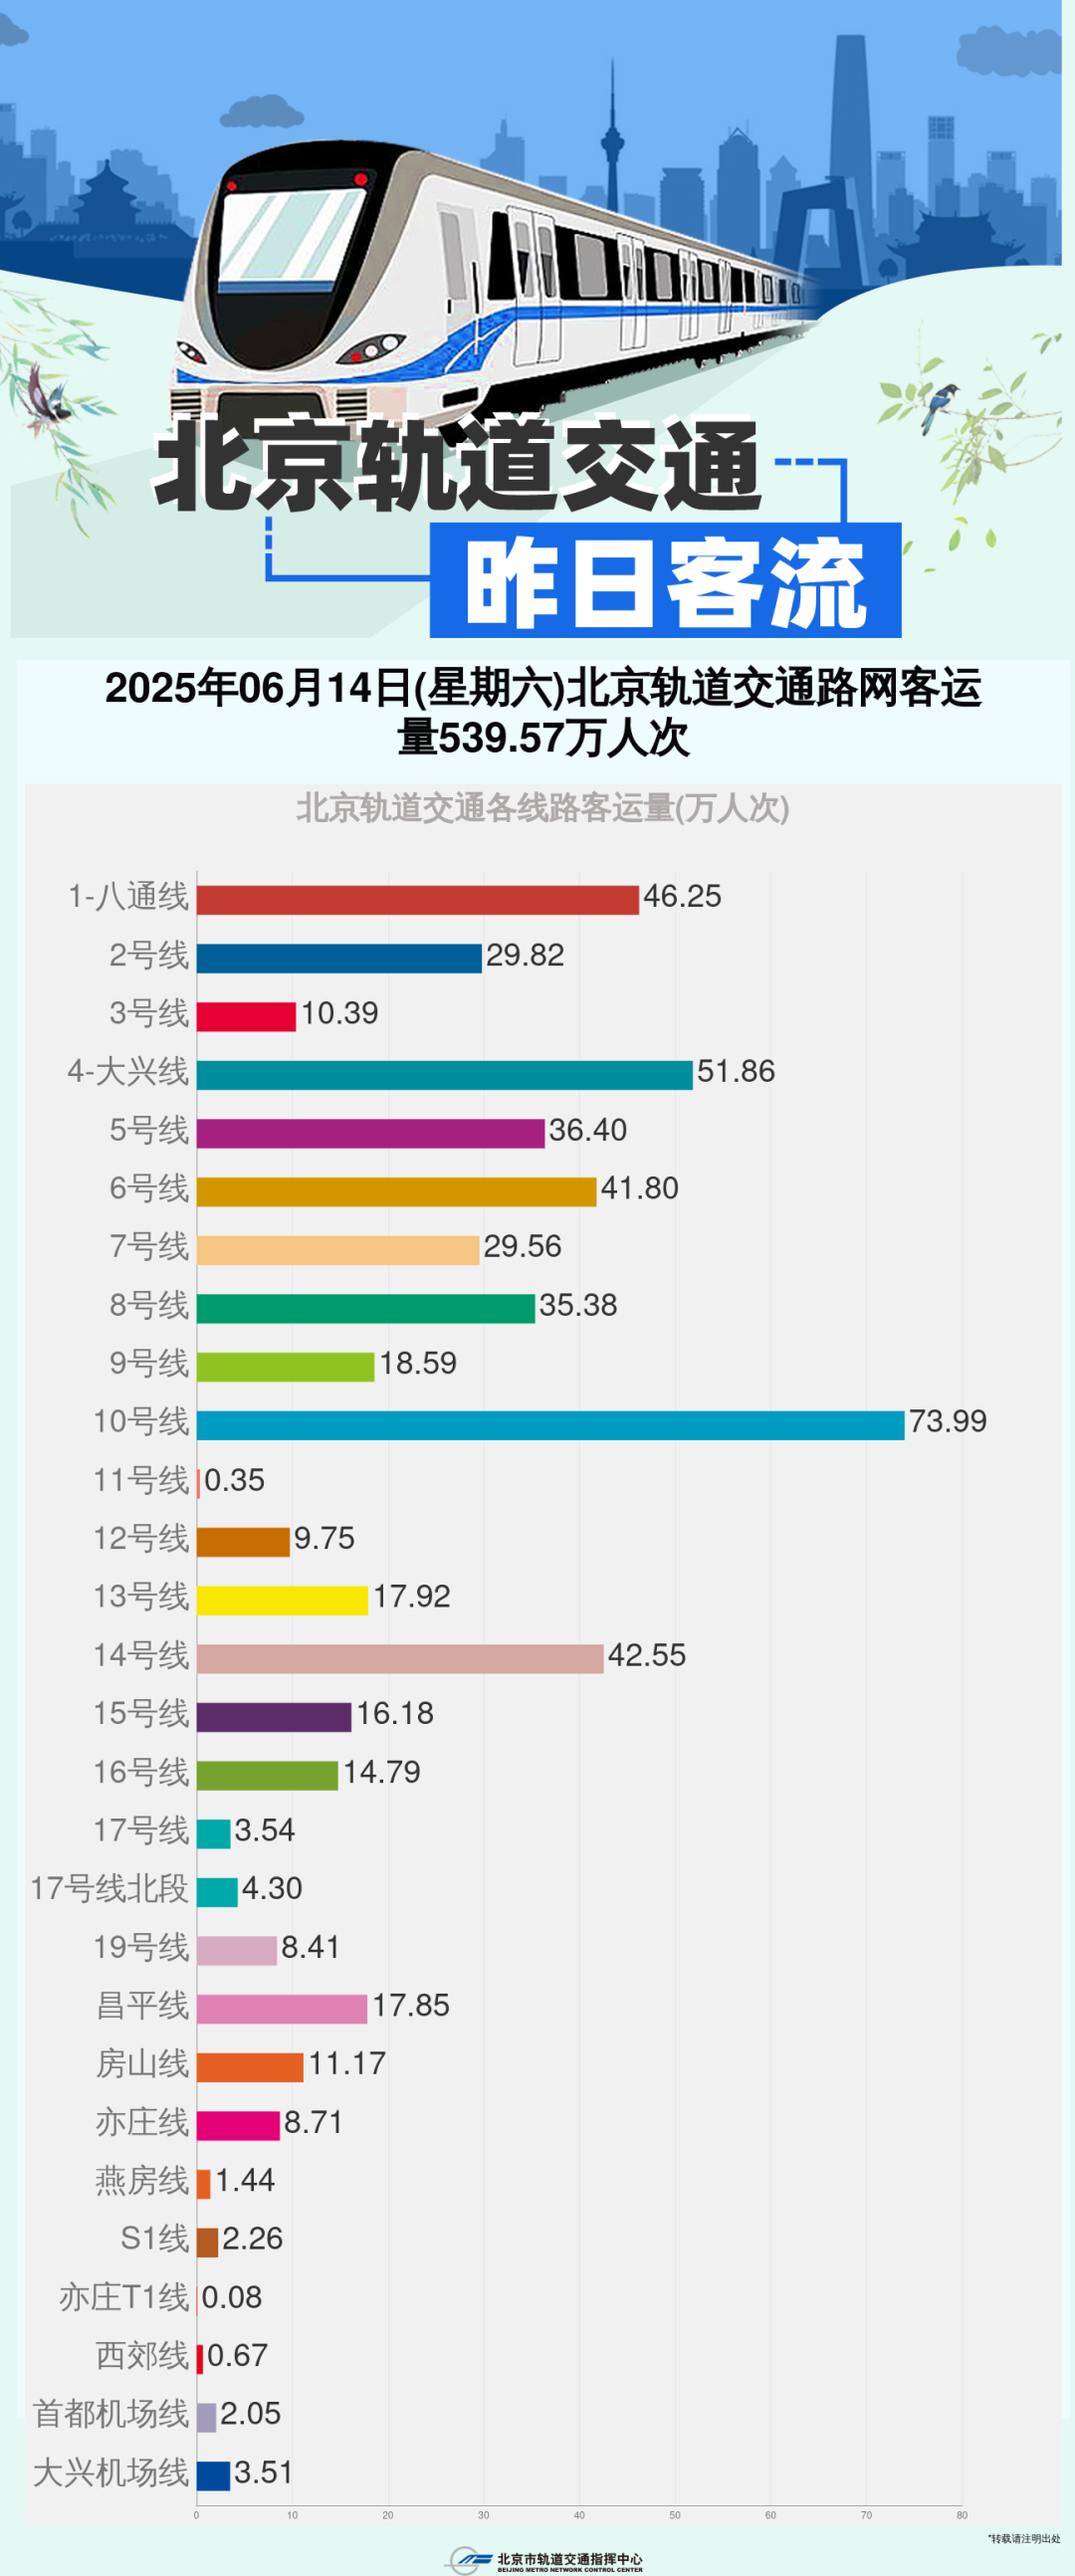 北京轨道交通
昨日客流
2025年06月14日(星期六)北京轨道交通路网客运
量539.57万人次
北京轨道交通各线路客运量(万人次)
1-八通线 46.25
2号线 29.82
3号线 10.39
4-大兴线 51.86
5号线 36.40
6号线 41.80
7号线 29.56
8号线 35.38
9号线 18.59
10号线 73.99
11号线 0.35
12号线 9.75
13号线 17.92
14号线 42.55
15号线 16.18
16号线 14.79
17号线 3.54
17号线北段 4.30
19号线 8.41
昌平线 17.85
房山线 11.17
亦庄线 8.71
燕房线 1.44
S1线 2.26
亦庄T1线 0.08
西郊线 0.67
首都机场线 2.05
大兴机场线 3.51
0 10 20 30 40 50 60 70 80
*转载请注明出处
北京市轨道交通指挥中心
BEIJING METRO NETWORK CONTROL CENTER